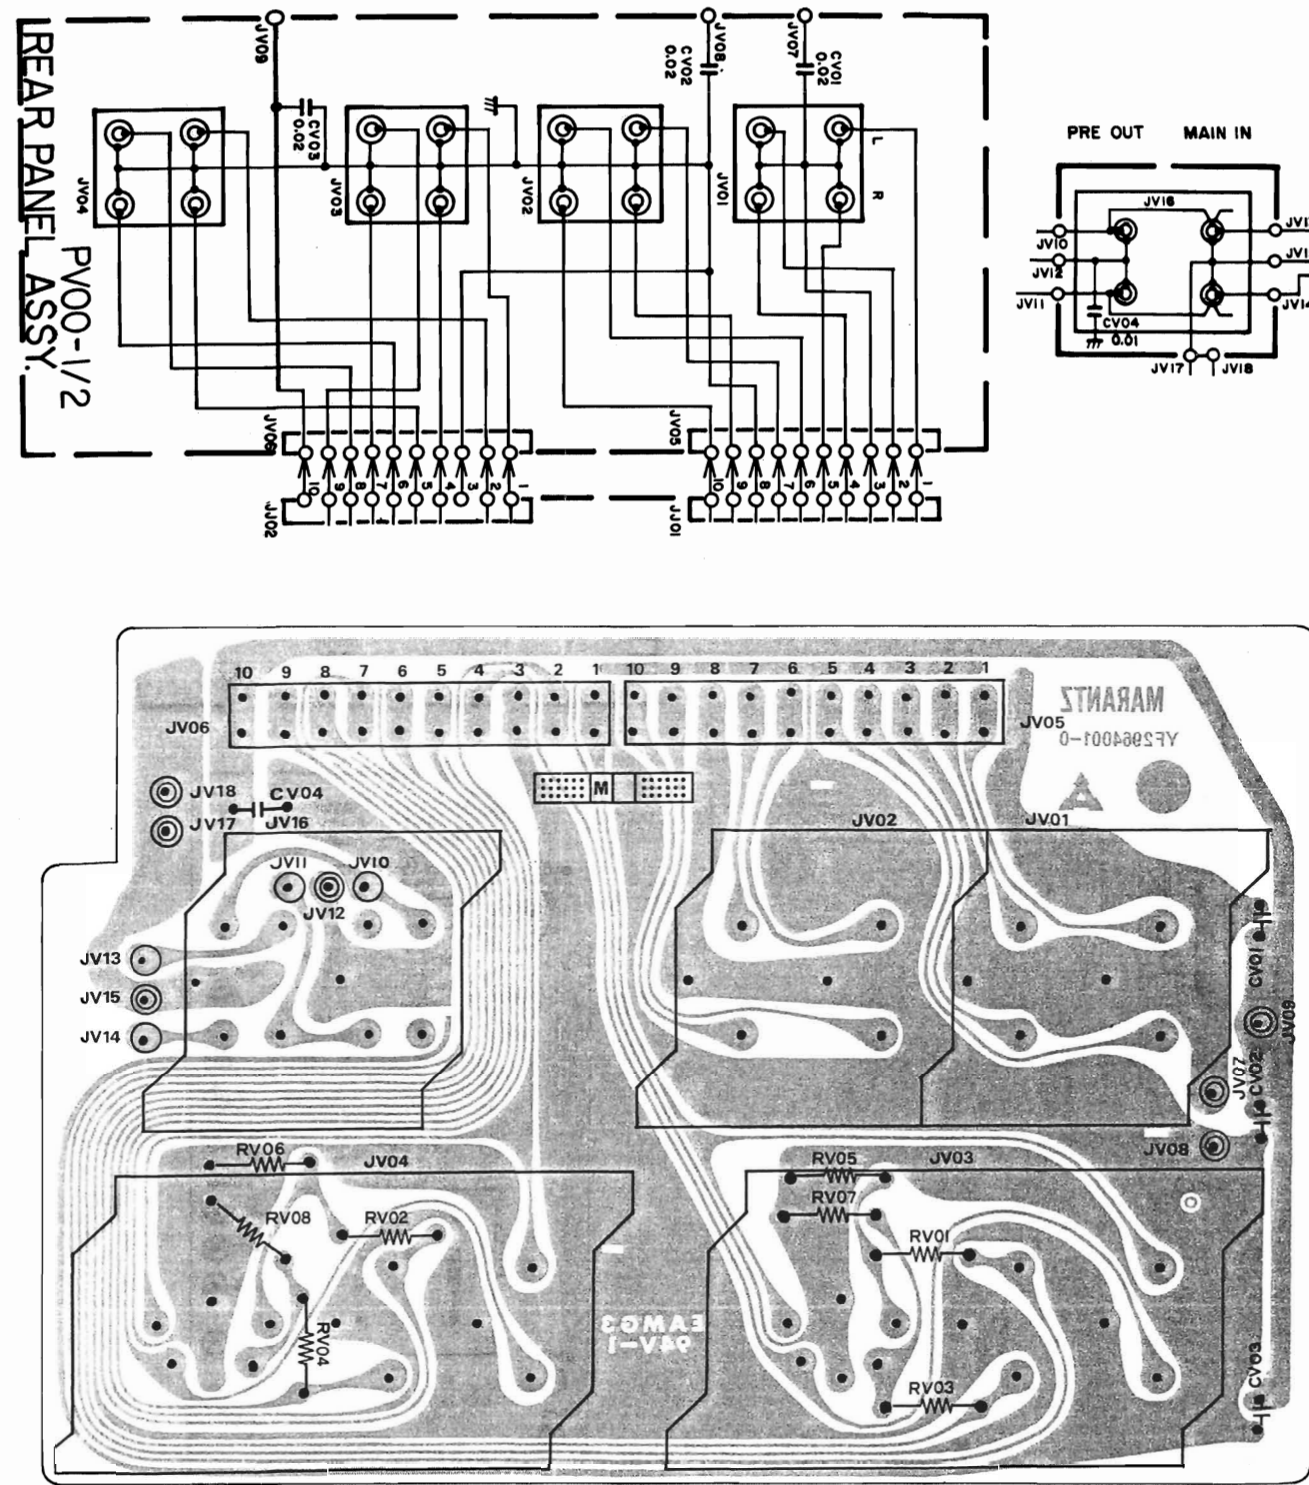 JV09
JV08
CV02
0.02
JV07
CV01
0.02
REAR PANEL ASSY.
PV00-1/2
CV03
0.02
JV04
JV03
JV02
JV01
L
R
JV06
JV05
10 9 8 7 6 5 4 3 2 1
10 9 8 7 6 5 4 3 2 1
JJ02
JJ01
PRE OUT MAIN IN
JV16
JV10
JV12
JV11
JV14
CV04
0.01
JV17 JV18
10 9 8 7 6 5 4 3 2 1 10 9 8 7 6 5 4 3 2 1
JV06
JV05
MARANTZ
YF2964001-0
JV18
CV04
JV17
JV16
M
JV02
JV01
JV11
JV10
JV12
JV13
JV15
JV14
CV01
JV09
JV07
CV02
JV08
RV06
JV04
RV05
JV03
RV07
RV08
RV02
RV01
EAWG3
94V-1
RV04
RV03
CV03